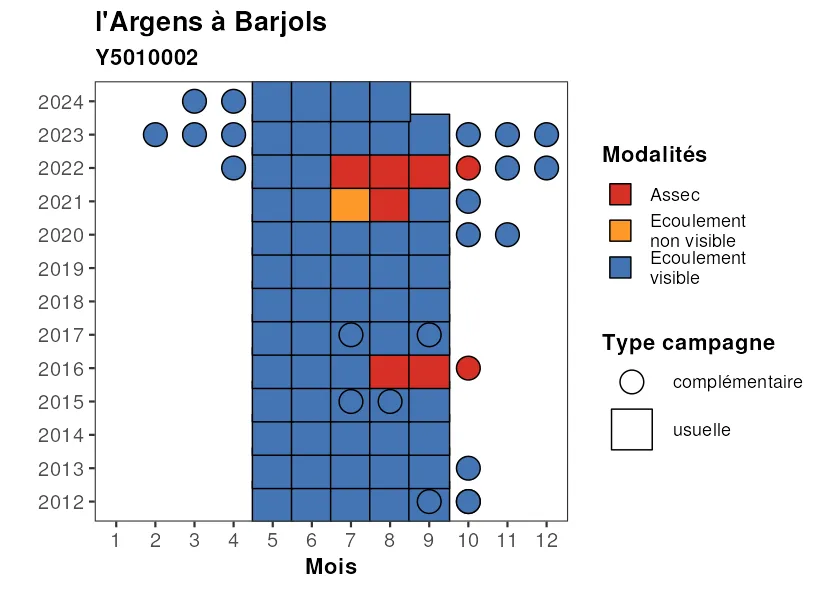 l'Argens à Barjols
Y5010002
2024
2023
2022
2021
2020
2019
2018
2017
2016
2015
2014
2013
2012
1 2 3 4 5 6 7 8 9 10 11 12
Mois
Modalités
Assec
Ecoulement
non visible
Ecoulement
visible
Type campagne
complémentaire
usuelle